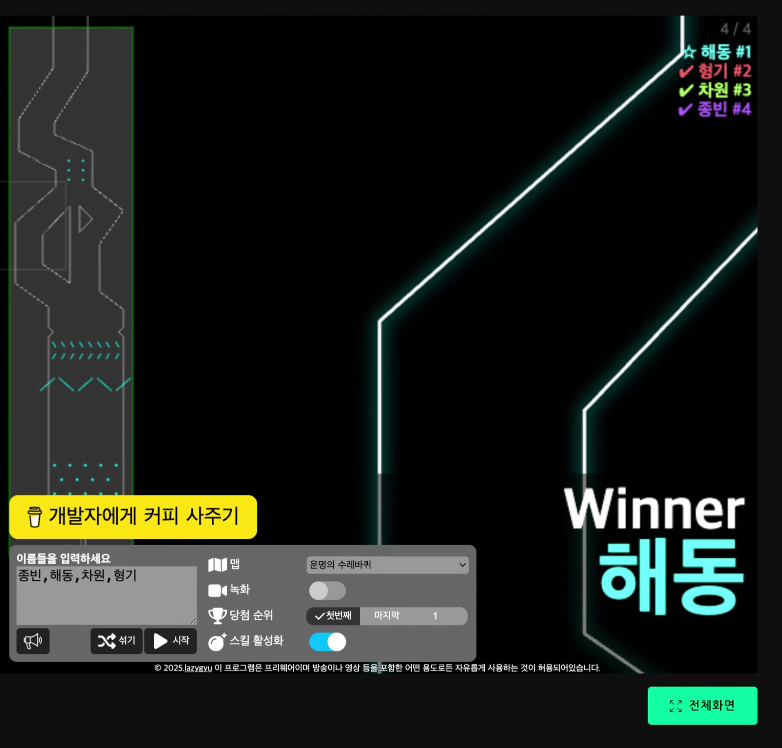 4 / 4
☆ 해동 #1
✔ 형기 #2
✔ 차원 #3
✔ 종빈 #4
Winner
해동
개발자에게 커피 사주기
이름들을 입력하세요
종빈,해동,차원,형기
섞기
시작
맵
운명의 수레바퀴
녹화
당첨 순위
✔첫번째
마지막
1
스킬 활성화
© 2025.lazygyu 이 프로그램은 프리웨어이며 방송이나 영상 등을 포함한 어떤 용도로든 자유롭게 사용하는 것이 허용되어있습니다.
전체화면